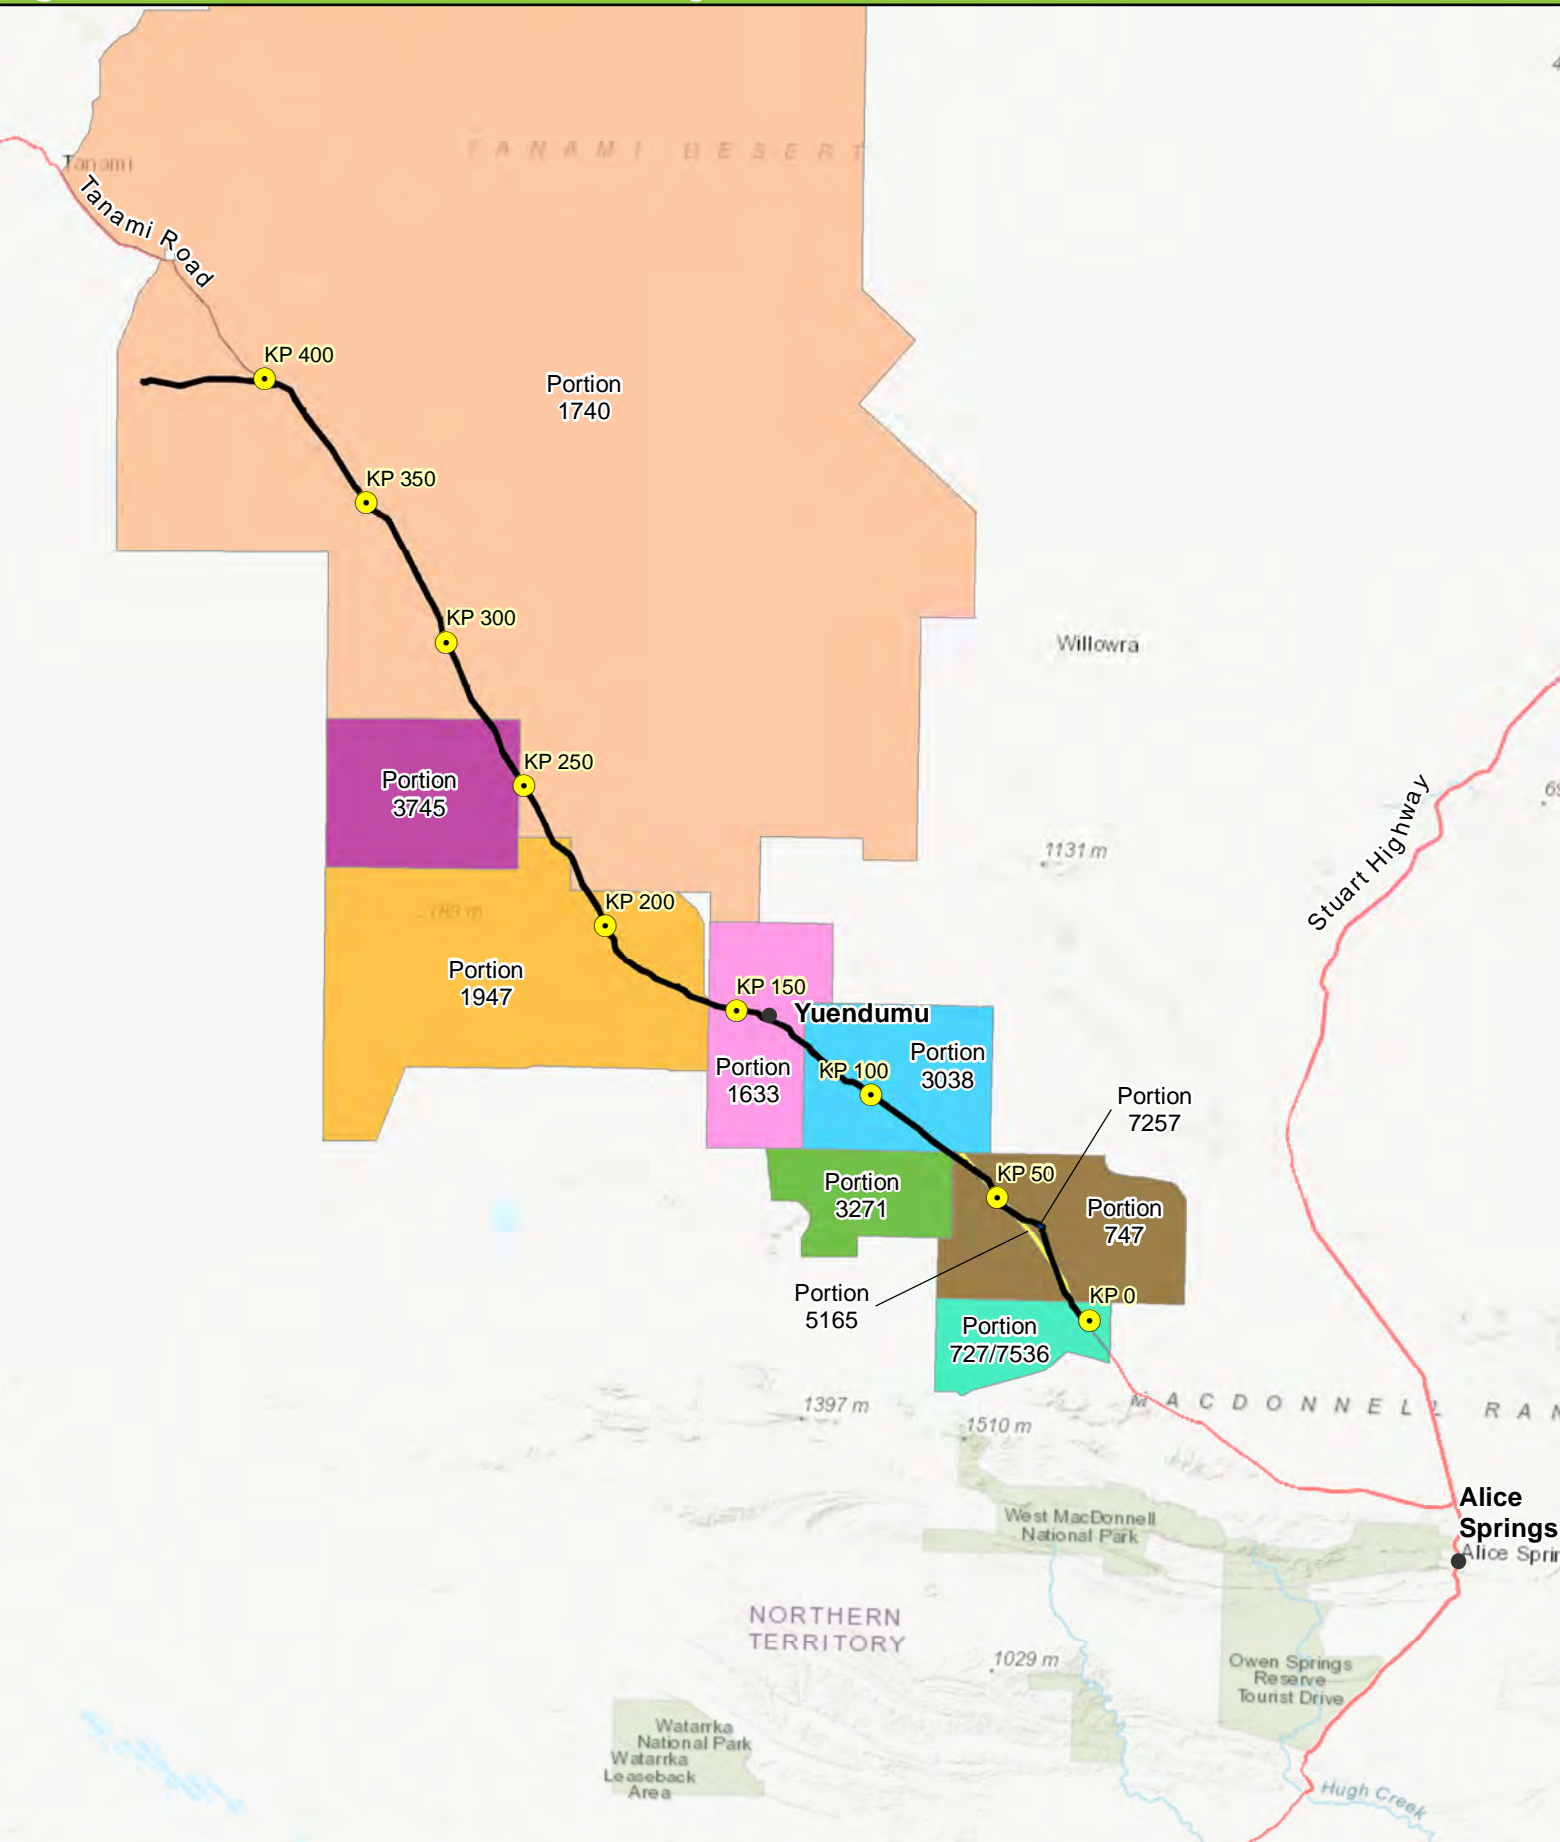 TANAMI DESERT
Tanami
Tanami Road
KP 400
Portion
1740
KP 350
KP 300
Willowra
KP 250
Portion
3745
Stuart Highway
1131 m
KP 200
789 m
Portion
1947
KP 150
Yuendumu
Portion
3038
Portion
1633
KP 100
Portion
7257
KP 50
Portion
3271
Portion
747
Portion
5165
KP 0
Portion
727/7536
MACDONNELL RAN
1397 m
1510 m
Alice
Springs
Alice Sprin
West MacDonnell
National Park
NORTHERN
TERRITORY
1029 m
Owen Springs
Reserve
Tourist Drive
Watarrka
National Park
Watarrka
Leaseback
Area
Hugh Creek